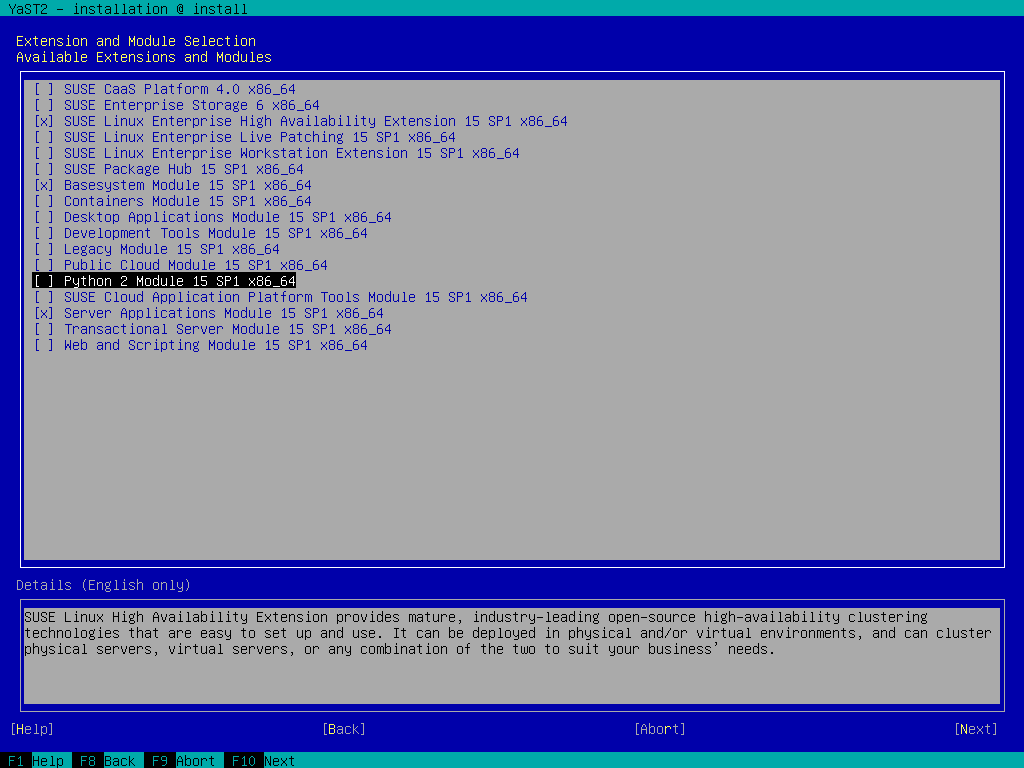 YaST2 - installation @ install
Extension and Module Selection
Available Extensions and Modules
[ ] SUSE CaaS Platform 4.0 x86_64
[ ] SUSE Enterprise Storage 6 x86_64
[x] SUSE Linux Enterprise High Availability Extension 15 SP1 x86_64
[ ] SUSE Linux Enterprise Live Patching 15 SP1 x86_64
[ ] SUSE Linux Enterprise Workstation Extension 15 SP1 x86_64
[ ] SUSE Package Hub 15 SP1 x86_64
[x] Basesystem Module 15 SP1 x86_64
[ ] Containers Module 15 SP1 x86_64
[ ] Desktop Applications Module 15 SP1 x86_64
[ ] Development Tools Module 15 SP1 x86_64
[ ] Legacy Module 15 SP1 x86_64
[ ] Public Cloud Module 15 SP1 x86_64
[ ] Python 2 Module 15 SP1 x86_64
[ ] SUSE Cloud Application Platform Tools Module 15 SP1 x86_64
[x] Server Applications Module 15 SP1 x86_64
[ ] Transactional Server Module 15 SP1 x86_64
[ ] Web and Scripting Module 15 SP1 x86_64
Details (English only)
SUSE Linux High Availability Extension provides mature, industry-leading open-source high-availability clustering
technologies that are easy to set up and use. It can be deployed in physical and/or virtual environments, and can cluster
physical servers, virtual servers, or any combination of the two to suit your business' needs.
[Help] [Back] [Abort] [Next]
F1 Help F8 Back F9 Abort F10 Next